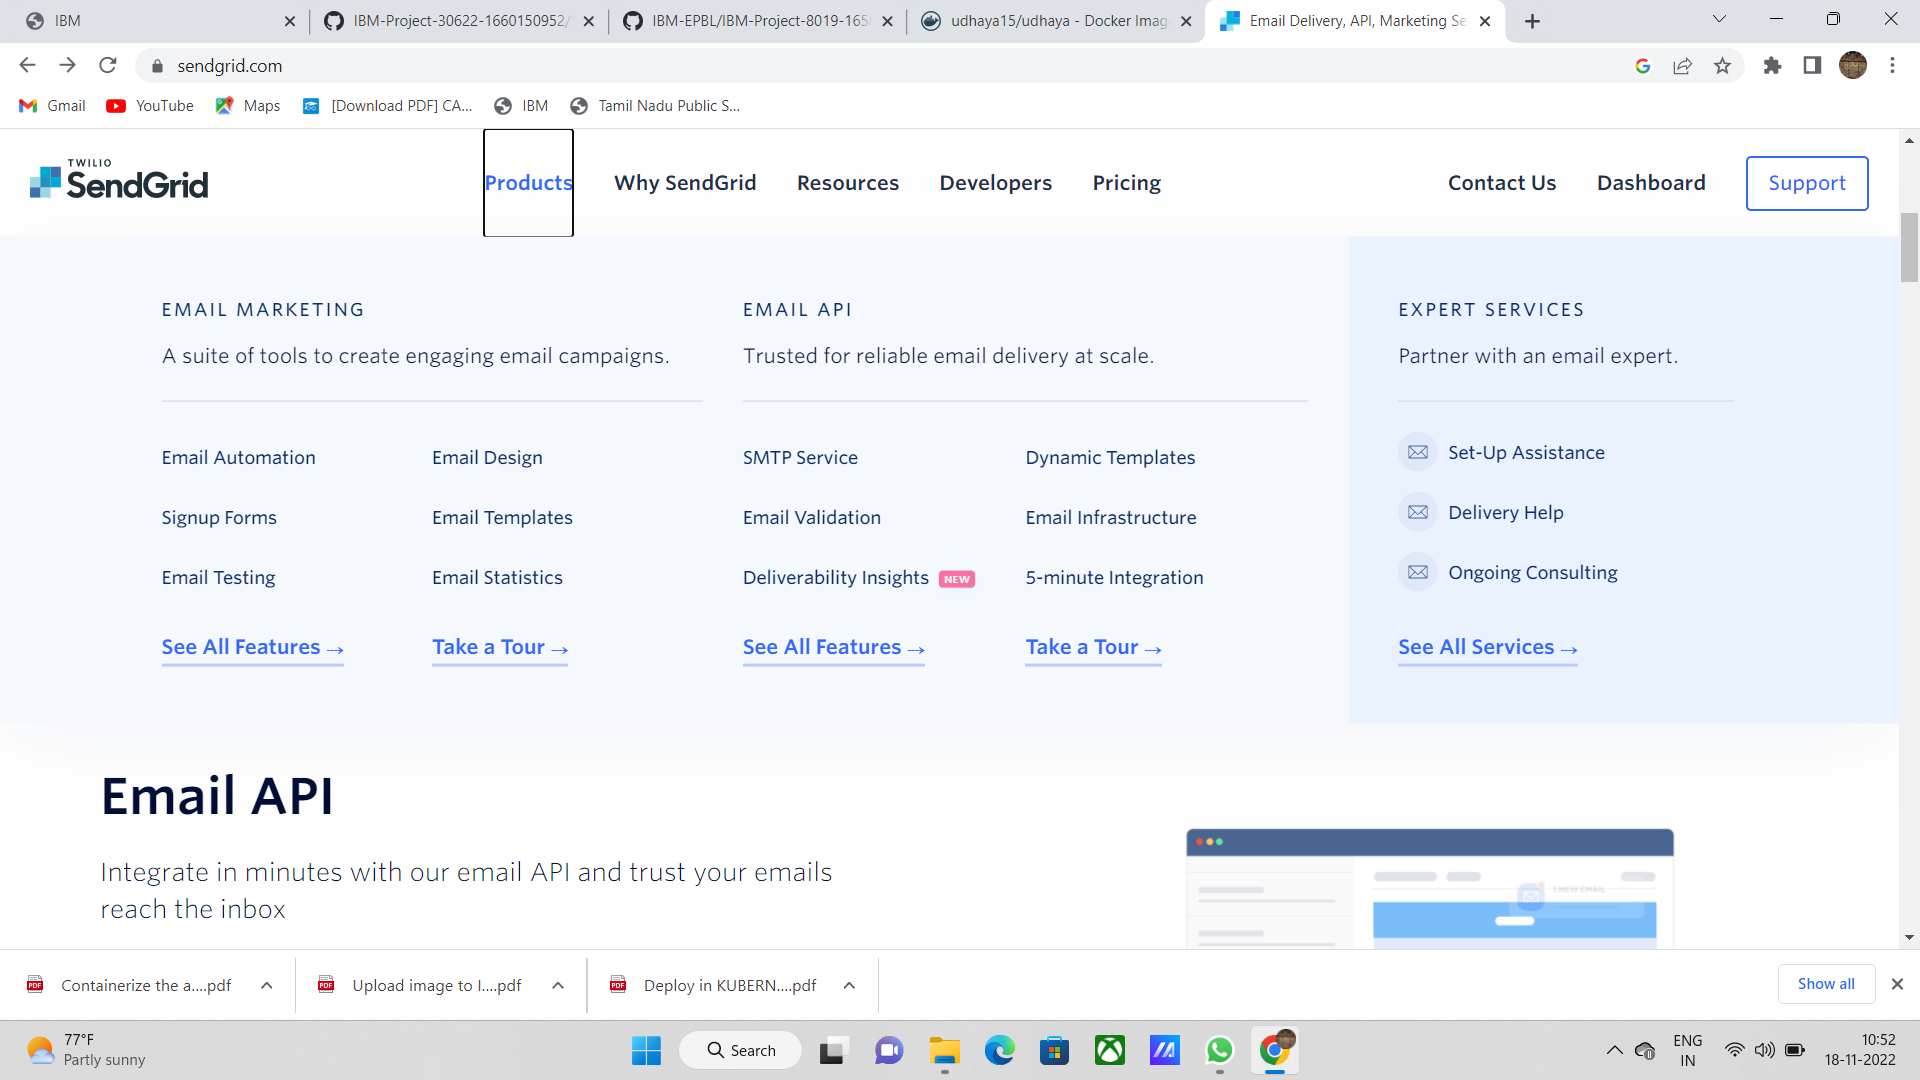 IBM
IBM-Project-30622-1660150952/
IBM-EPBL/IBM-Project-8019-165
udhaya15/udhaya - Docker Imag
Email Delivery, API, Marketing Se
sendgrid.com
Gmail
YouTube
Maps
[Download PDF] CA...
IBM
Tamil Nadu Public S...
TWILIO
SendGrid
Products
Why SendGrid
Resources
Developers
Pricing
Contact Us
Dashboard
Support
EMAIL MARKETING
A suite of tools to create engaging email campaigns.
Email Automation
Email Design
Signup Forms
Email Templates
Email Testing
Email Statistics
See All Features →
Take a Tour →
EMAIL API
Trusted for reliable email delivery at scale.
SMTP Service
Dynamic Templates
Email Validation
Email Infrastructure
Deliverability Insights NEW
5-minute Integration
See All Features →
Take a Tour →
EXPERT SERVICES
Partner with an email expert.
Set-Up Assistance
Delivery Help
Ongoing Consulting
See All Services →
Email API
Integrate in minutes with our email API and trust your emails
reach the inbox
1 NEW EMAIL
PDF
Containerize the a....pdf
PDF
Upload image to I....pdf
PDF
Deploy in KUBERN....pdf
Show all
77°F
Partly sunny
Search
ENG
IN
10:52
18-11-2022